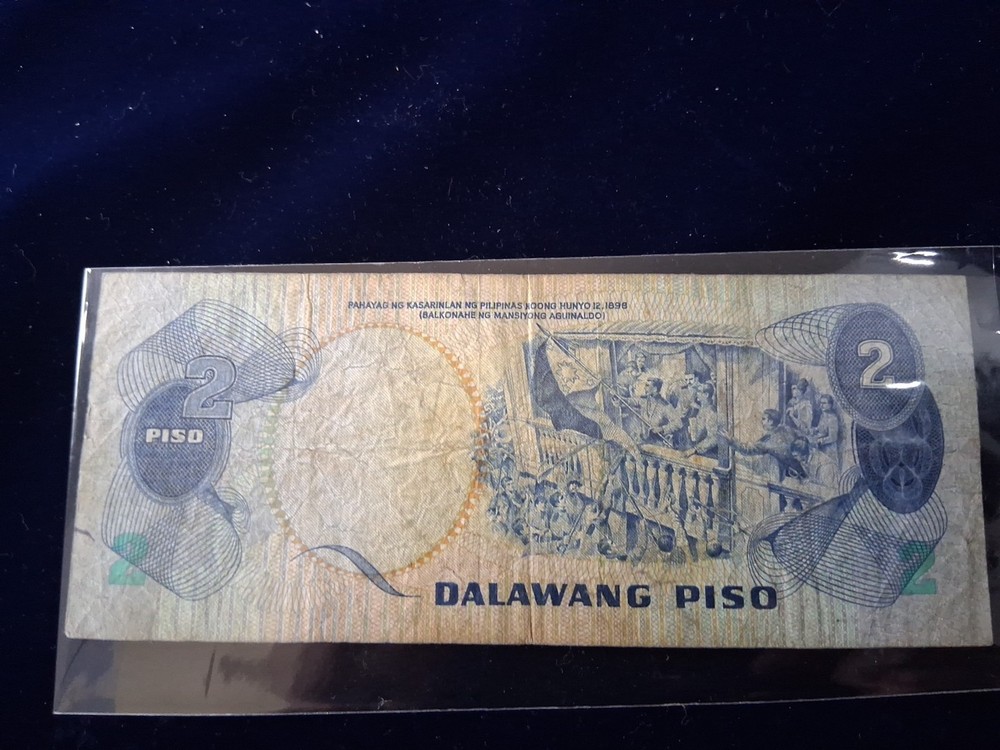 PAHAYAG NG KASARINLAN NG PILIPINAS NOONG HUNYO 12, 1898
(BALKONAHE NG MANSIYONG AGUINALDO)
2
PISO
2
2
2
DALAWANG PISO